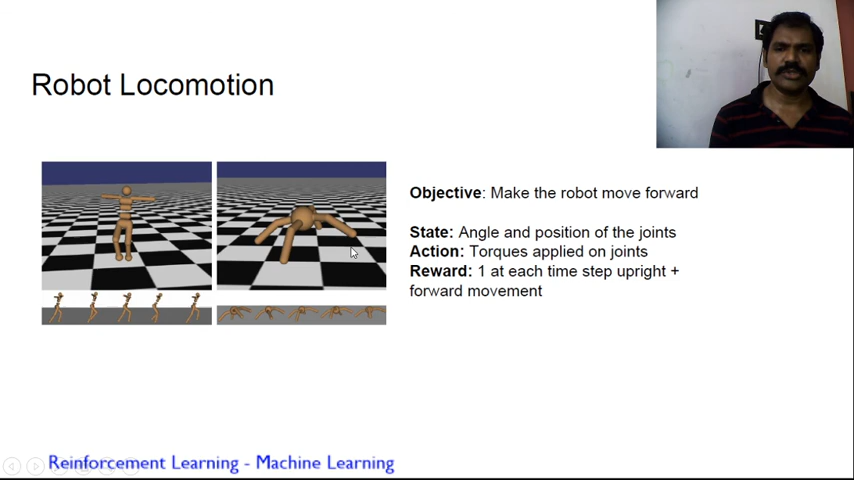 Robot Locomotion
Objective: Make the robot move forward
State: Angle and position of the joints
Action: Torques applied on joints
Reward: 1 at each time step upright +
forward movement
Reinforcement Learning - Machine Learning